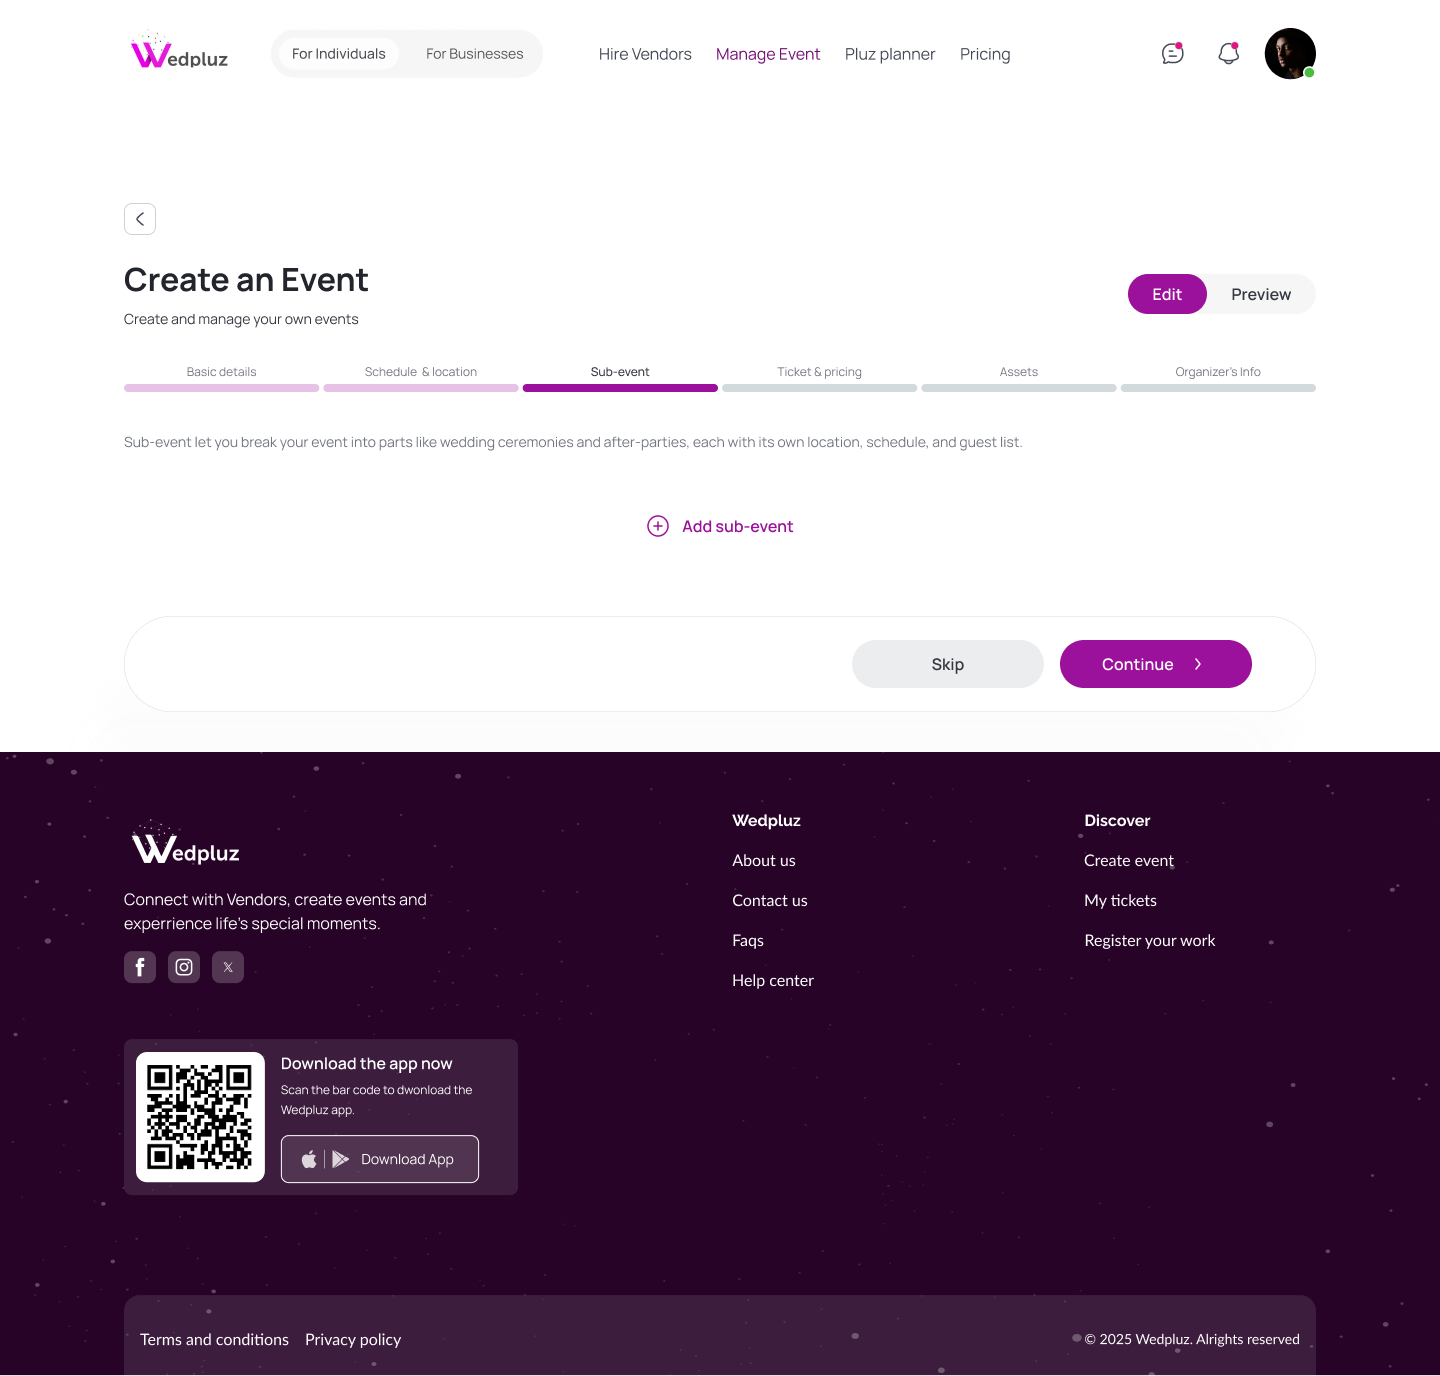 Wedpluz
For Individuals
For Businesses
Hire Vendors
Manage Event
Pluz planner
Pricing
Create an Event
Create and manage your own events
Edit
Preview
Basic details
Schedule & location
Sub-event
Ticket & pricing
Assets
Organizer's Info
Sub-event let you break your event into parts like wedding ceremonies and after-parties, each with its own location, schedule, and guest list.
Add sub-event
Skip
Continue
Wedpluz
Connect with Vendors, create events and
experience life's special moments.
f
𝕏
Wedpluz
About us
Contact us
Faqs
Help center
Discover
Create event
My tickets
Register your work
Download the app now
Scan the bar code to dwonload the
Wedpluz app.
Download App
Terms and conditions
Privacy policy
© 2025 Wedpluz. Alrights reserved